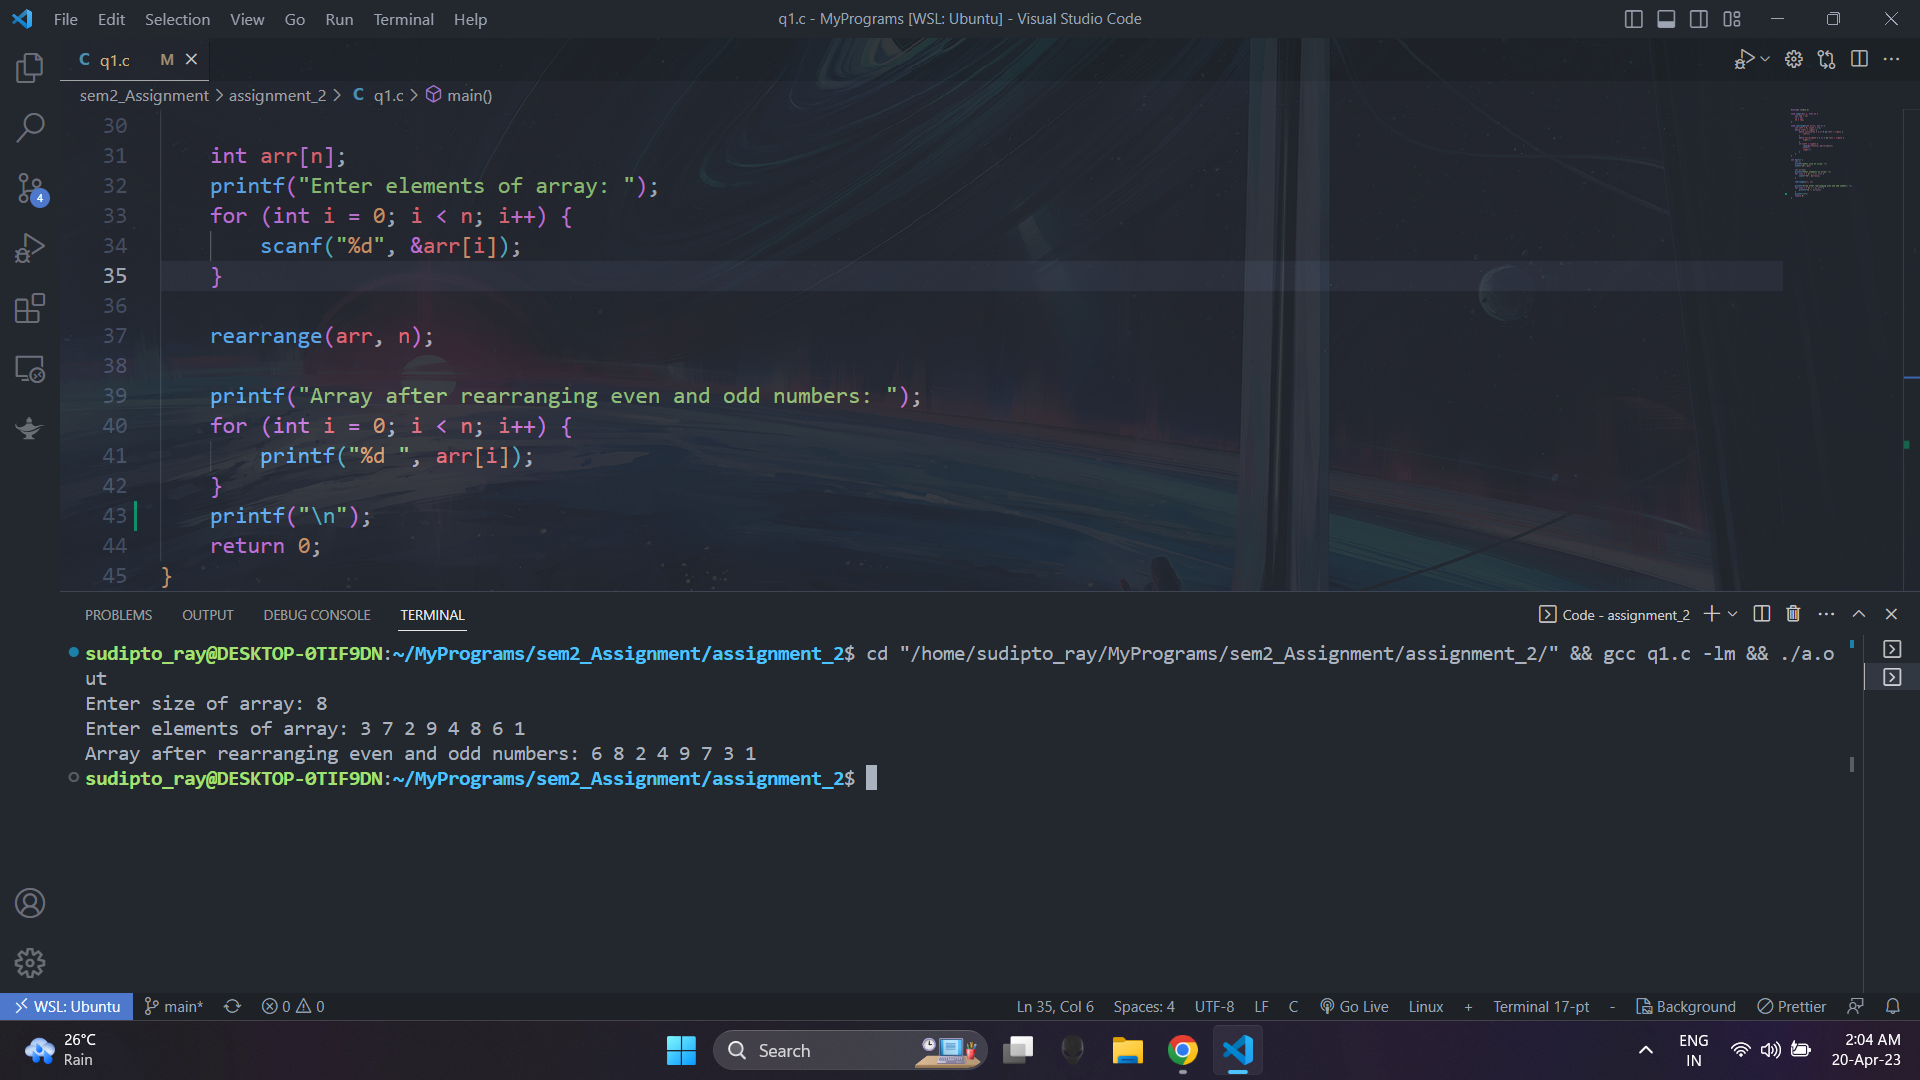 File Edit Selection View Go Run Terminal Help
q1.c - MyPrograms [WSL: Ubuntu] - Visual Studio Code
C q1.c M
sem2_Assignment > assignment_2 > C q1.c > main()
30
31 int arr[n];
32 printf("Enter elements of array: ");
33 for (int i = 0; i < n; i++) {
34 scanf("%d", &arr[i]);
35 }
36
37 rearrange(arr, n);
38
39 printf("Array after rearranging even and odd numbers: ");
40 for (int i = 0; i < n; i++) {
41 printf("%d ", arr[i]);
42 }
43 printf("\n");
44 return 0;
45 }
4
PROBLEMS OUTPUT DEBUG CONSOLE TERMINAL
Code - assignment_2
sudipto_ray@DESKTOP-0TIF9DN:~/MyPrograms/sem2_Assignment/assignment_2$ cd "/home/sudipto_ray/MyPrograms/sem2_Assignment/assignment_2/" && gcc q1.c -lm && ./a.o
ut
Enter size of array: 8
Enter elements of array: 3 7 2 9 4 8 6 1
Array after rearranging even and odd numbers: 6 8 2 4 9 7 3 1
sudipto_ray@DESKTOP-0TIF9DN:~/MyPrograms/sem2_Assignment/assignment_2$
WSL: Ubuntu main* 0 0
Ln 35, Col 6 Spaces: 4 UTF-8 LF C Go Live Linux + Terminal 17-pt - Background Prettier
26°C
Rain
Search
ENG
IN
2:04 AM
20-Apr-23